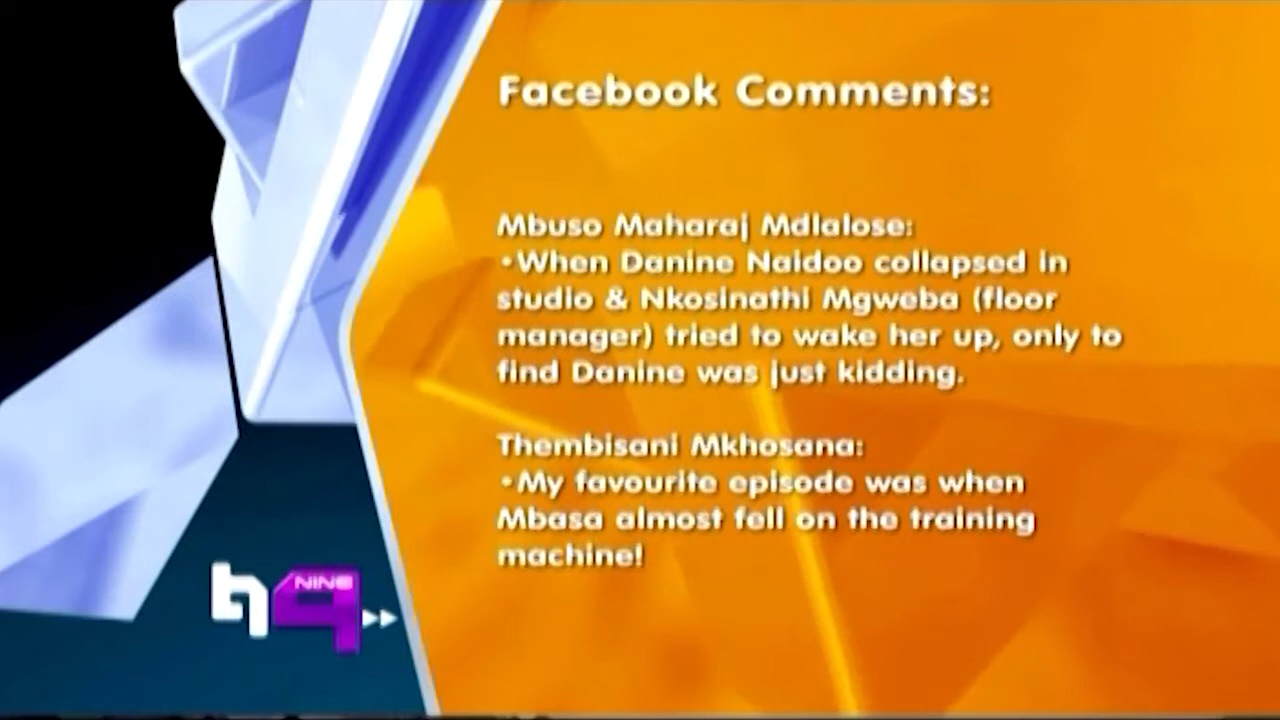 Facebook Comments:
Mbuso Maharaj Mdlalose:
•When Danine Naidoo collapsed in
studio & Nkosinathi Mgweba (floor
manager) tried to wake her up, only to
find Danine was just kidding.
Thembisani Mkhosana:
•My favourite episode was when
Mbasa almost fell on the training
machine!
NINE